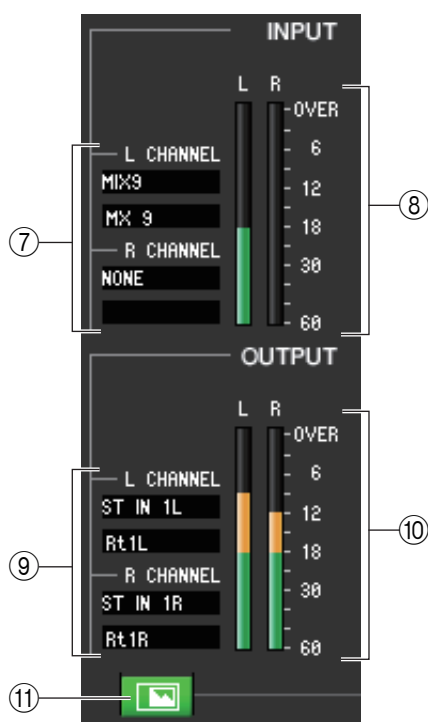 INPUT
L R
OVER
6
12
18
30
60
L CHANNEL
MIX9
MX 9
R CHANNEL
NONE
⑦
⑧
OUTPUT
L R
OVER
6
12
18
30
60
L CHANNEL
ST IN 1L
Rt1L
R CHANNEL
ST IN 1R
Rt1R
⑨
⑩
⑪